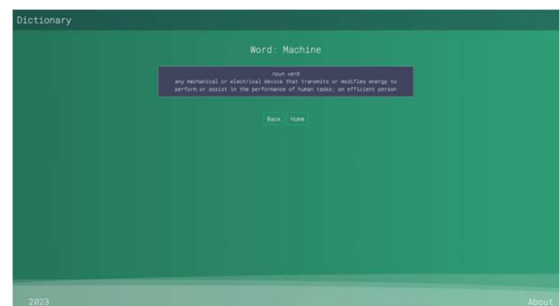 Dictionary
Word: Machine
noun verb
any mechanical or electrical device that transmits or modifies energy to
perform or assist in the performance of human tasks; an efficient person
Back Home
2023 About